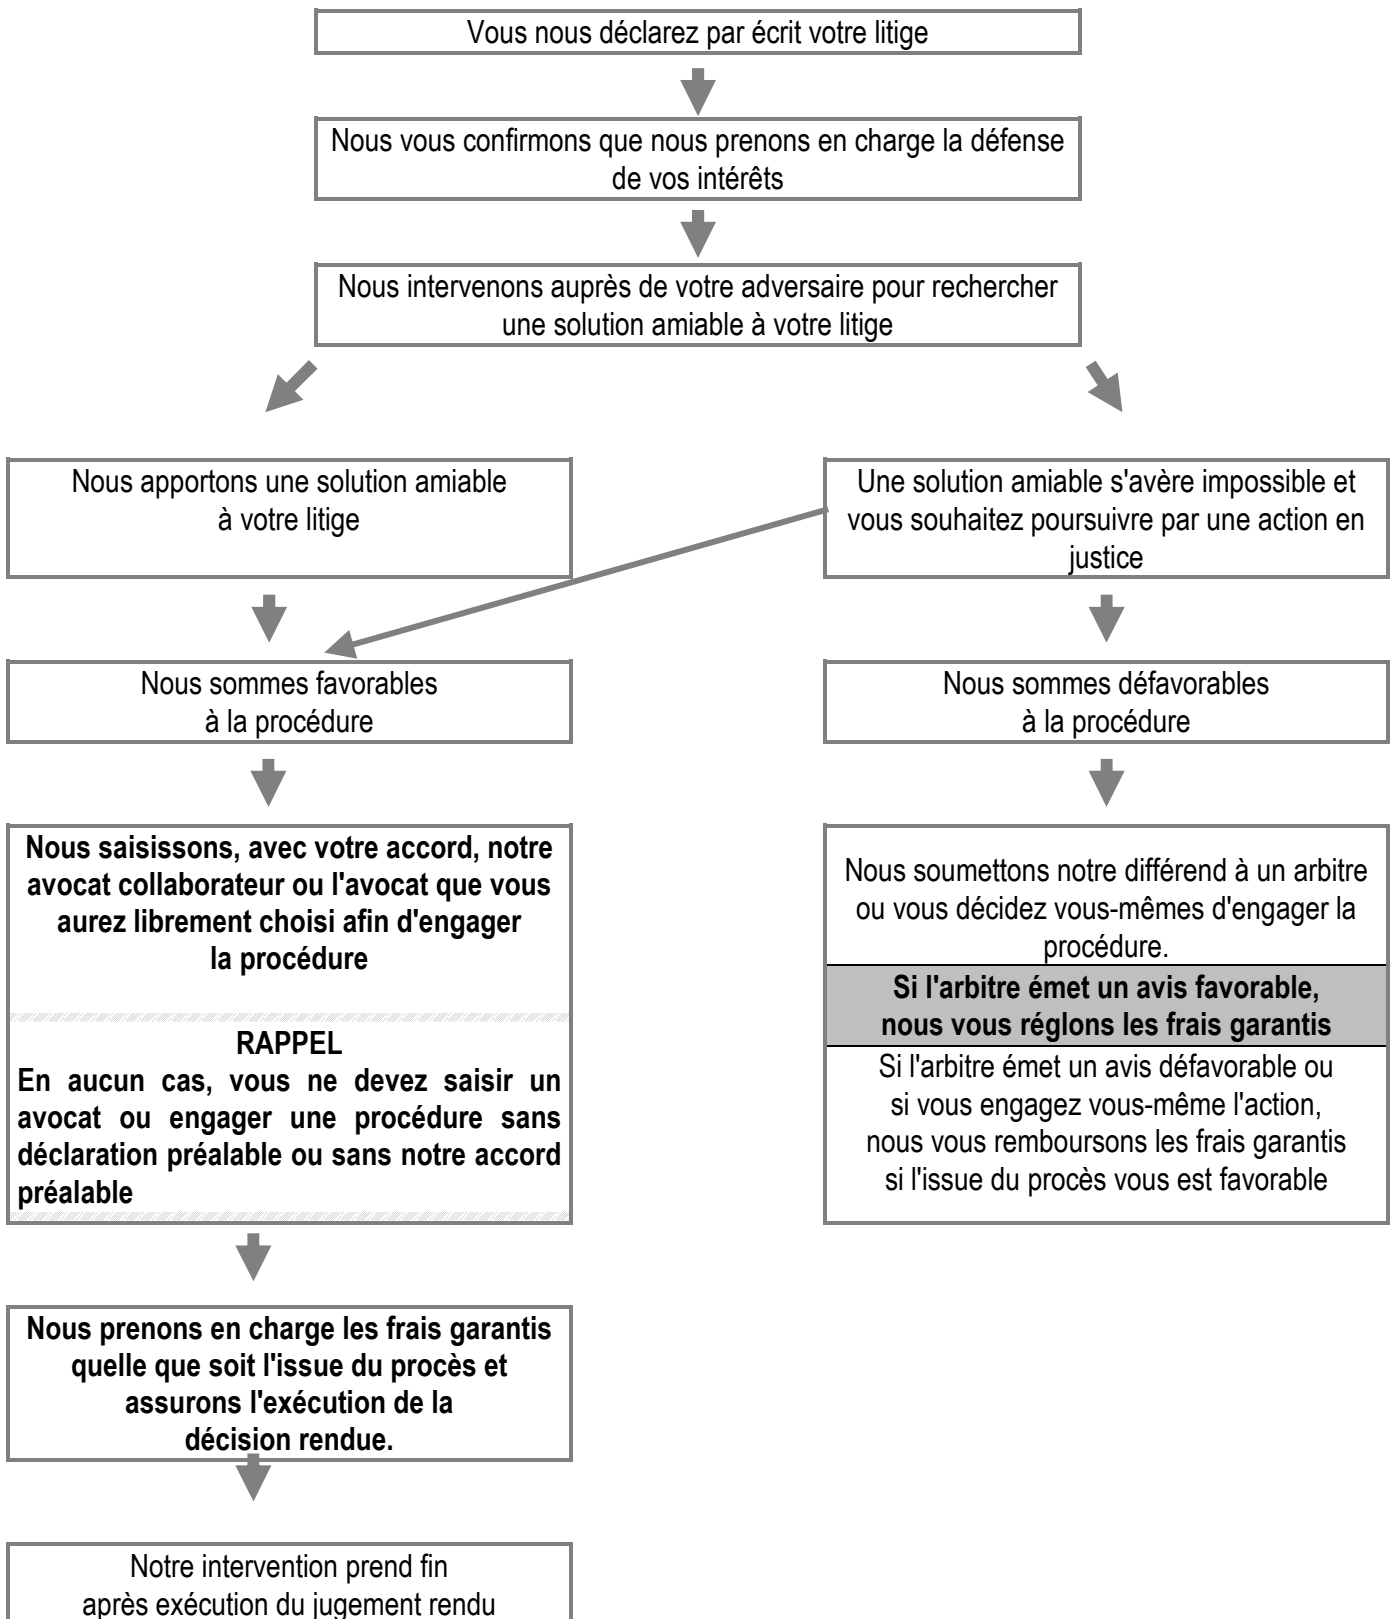 Vous nous déclarez par écrit votre litige
Nous vous confirmons que nous prenons en charge la défense
de vos intérêts
Nous intervenons auprès de votre adversaire pour rechercher
une solution amiable à votre litige
Nous apportons une solution amiable
à votre litige
Une solution amiable s'avère impossible et
vous souhaitez poursuivre par une action en
justice
Nous sommes favorables
à la procédure
Nous sommes défavorables
à la procédure
Nous saisissons, avec votre accord, notre
avocat collaborateur ou l'avocat que vous
aurez librement choisi afin d'engager
la procédure
RAPPEL
En aucun cas, vous ne devez saisir un
avocat ou engager une procédure sans
déclaration préalable ou sans notre accord
préalable
Nous soumettons notre différend à un arbitre
ou vous décidez vous-mêmes d'engager la
procédure.
Si l'arbitre émet un avis favorable,
nous vous réglons les frais garantis
Si l'arbitre émet un avis défavorable ou
si vous engagez vous-même l'action,
nous vous remboursons les frais garantis
si l'issue du procès vous est favorable
Nous prenons en charge les frais garantis
quelle que soit l'issue du procès et
assurons l'exécution de la
décision rendue.
Notre intervention prend fin
après exécution du jugement rendu